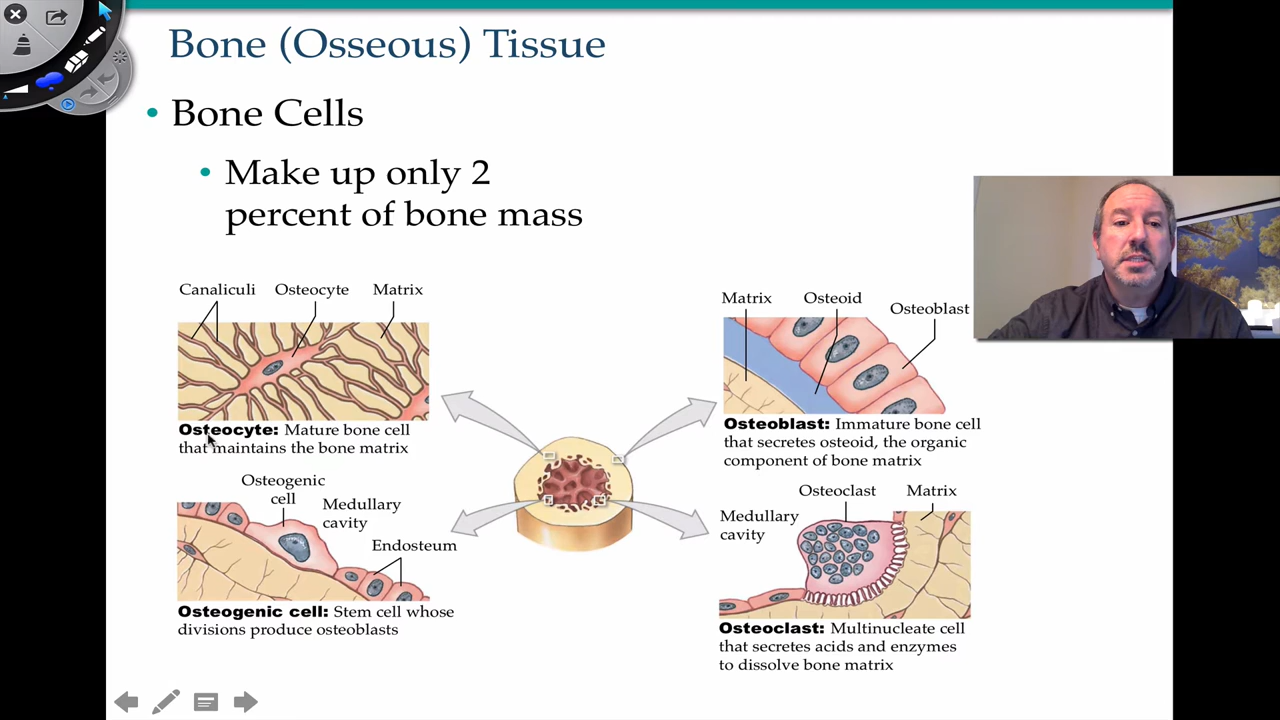 Bone (Osseous) Tissue
• Bone Cells
• Make up only 2
percent of bone mass
Canaliculi Osteocyte Matrix
Osteocyte: Mature bone cell
that maintains the bone matrix
Matrix Osteoid
Osteoblast
Osteoblast: Immature bone cell
that secretes osteoid, the organic
component of bone matrix
Osteogenic
cell
Medullary
cavity
Endosteum
Osteogenic cell: Stem cell whose
divisions produce osteoblasts
Osteoclast Matrix
Medullary
cavity
Osteoclast: Multinucleate cell
that secretes acids and enzymes
to dissolve bone matrix